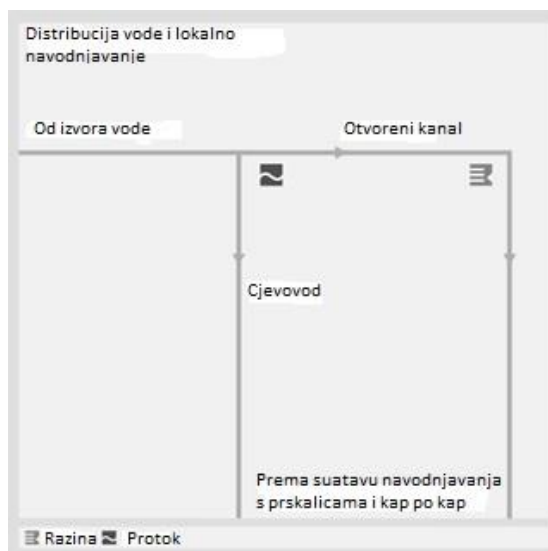 Distribucija vode i lokalno
navodnjavanje
Od izvora vode
Otvoreni kanal
Cjevovod
Prema suatavu navodnjavanja
s prskalicama i kap po kap
Razina Protok